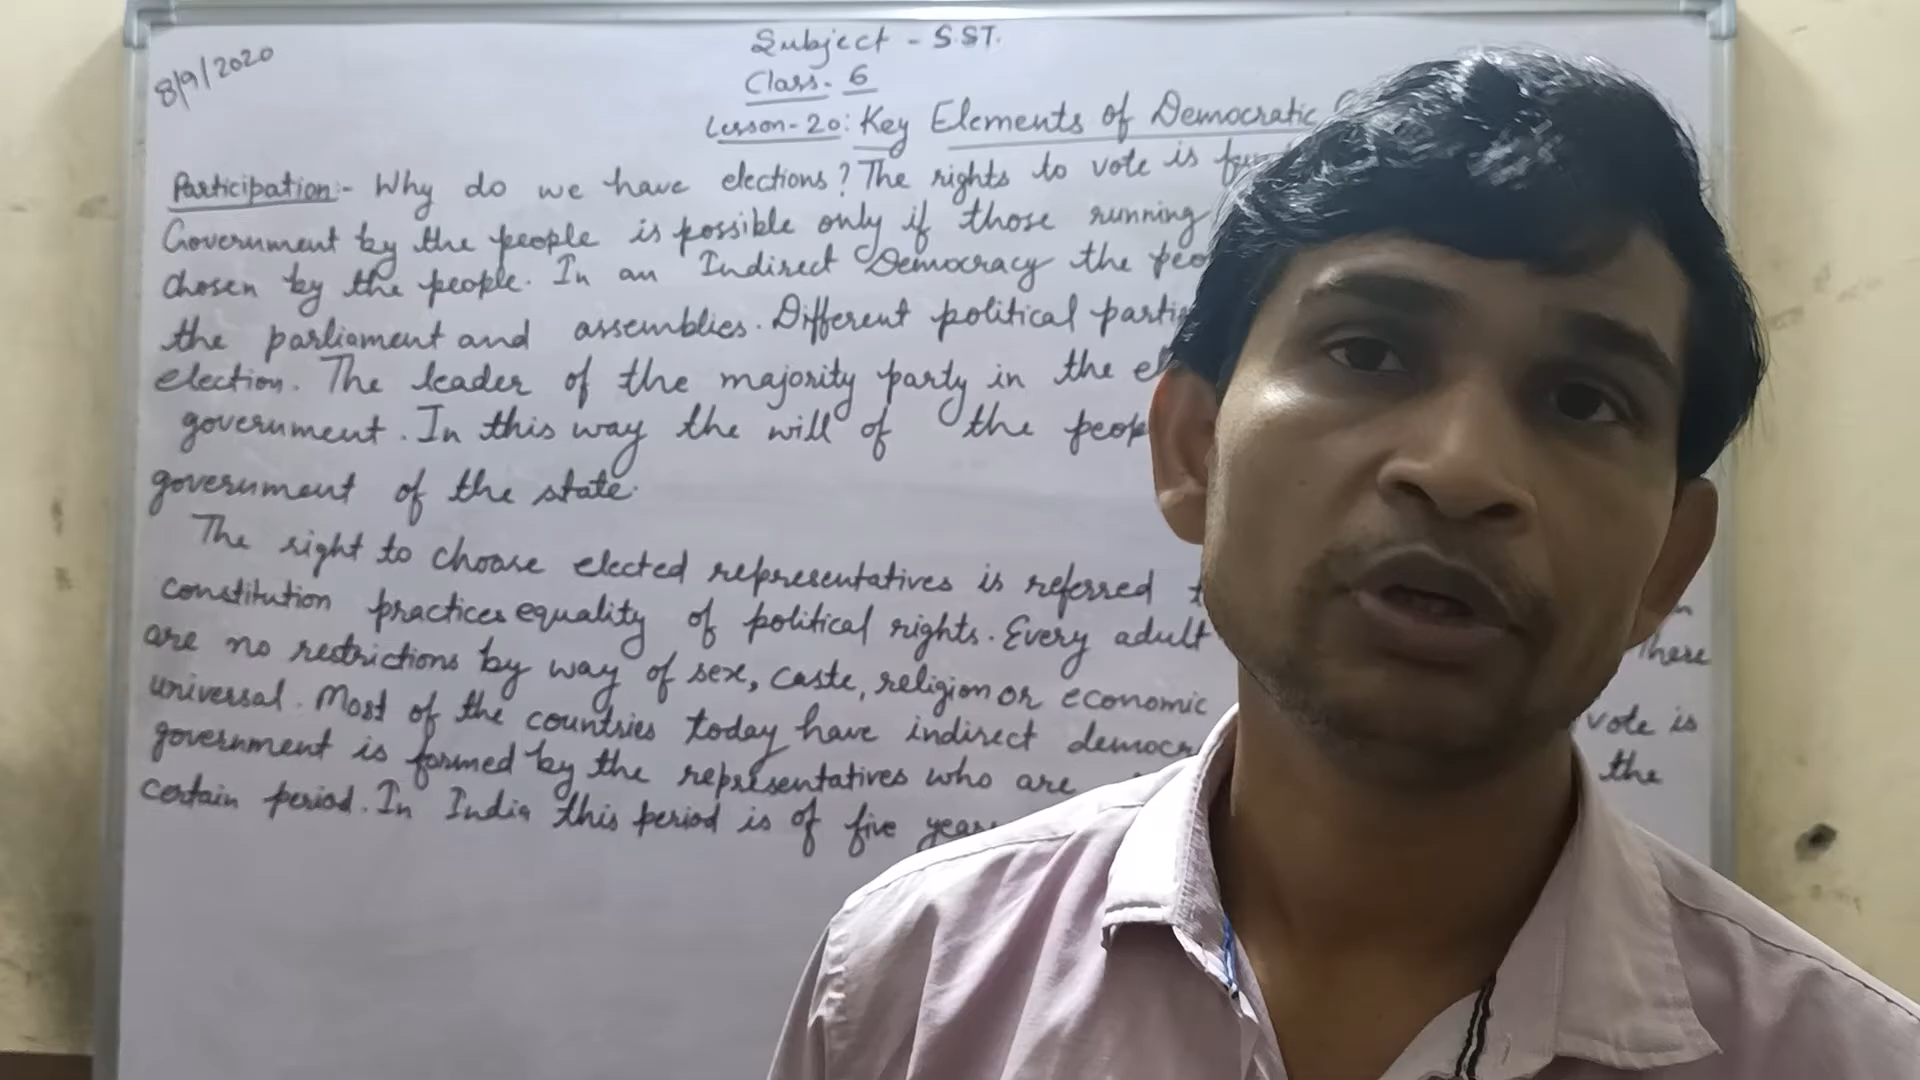 8/9/2020
Subject - S.ST.
Class - 6
Lesson-20: Key Elements of Democratic
Participation:- Why do we have elections? The rights to vote is
Government by the people is possible only if those running
chosen by the people. In an Indirect Democracy the
the parliament and assemblies. Different political
election. The leader of the majority party in the
government. In this way the will of the
government of the state.
The right to choose elected representatives is referred
constitution practices equality of political rights. Every adult
are no restrictions by way of sex, caste, religion or economic There
universal. Most of the countries today have indirect vote is
government is formed by the representatives who are the
certain period. In India this period is of five